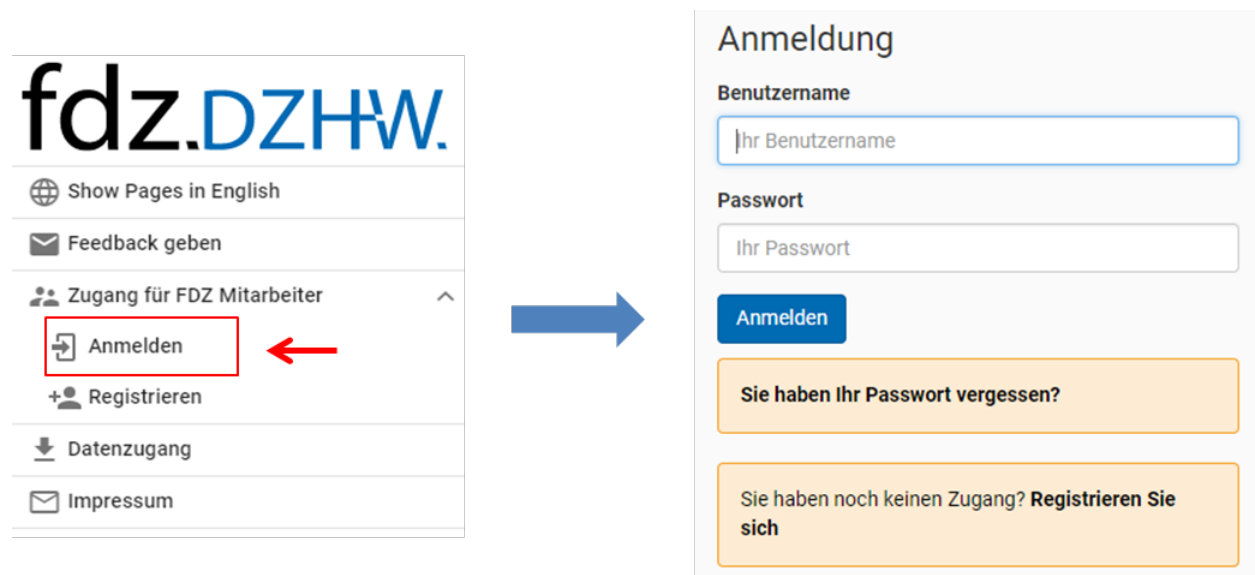 fdz.DZHW.
Show Pages in English
Feedback geben
Zugang für FDZ Mitarbeiter
Anmelden
Registrieren
Datenzugang
Impressum
Anmeldung
Benutzername
Ihr Benutzername
Passwort
Ihr Passwort
Anmelden
Sie haben Ihr Passwort vergessen?
Sie haben noch keinen Zugang? Registrieren Sie
sich